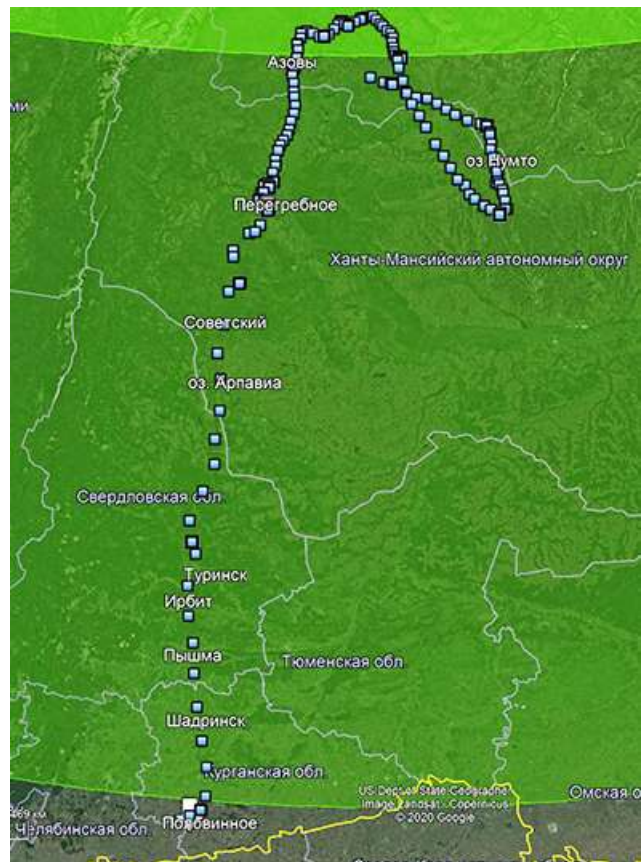 Азовы
ми
оз Нумто
Перегребное
Ханты-Мансийский автономный округ
Советский
оз. Арпавиа
Свердловская обл.
Туринск
Ирбит
Пышма
Тюменская обл.
Шадринск
Курганская обл.
US Dept of State Geographer
Омская о
Image Landsat / Copernicus
© 2020 Google
Половинное
Челябинская обл.